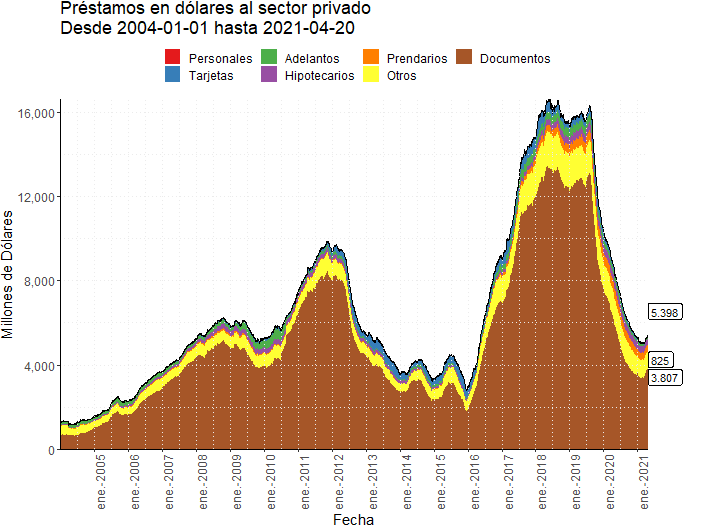 Préstamos en dólares al sector privado
Desde 2004-01-01 hasta 2021-04-20
Personales Adelantos Prendarios Documentos
Tarjetas Hipotecarios Otros
16,000
12,000
8,000
4,000
0
Millones de Dólares
5.398
825
3.807
ene.-2005
ene.-2006
ene.-2007
ene.-2008
ene.-2009
ene.-2010
ene.-2011
ene.-2012
ene.-2013
ene.-2014
ene.-2015
ene.-2016
ene.-2017
ene.-2018
ene.-2019
ene.-2020
ene.-2021
Fecha